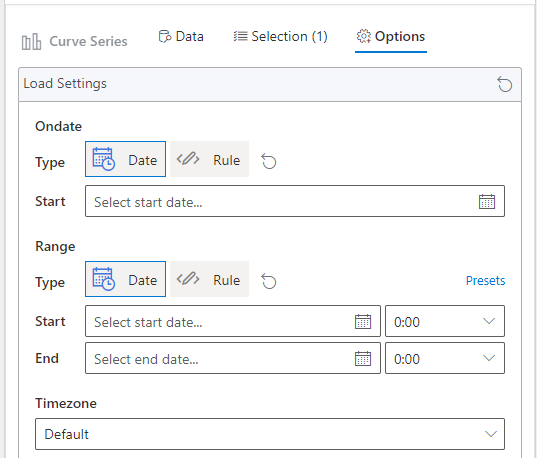 Curve Series Data Selection (1) Options
Load Settings
Ondate
Type Date Rule
Start Select start date...
Range
Type Date Rule Presets
Start Select start date... 0:00
End Select end date... 0:00
Timezone
Default